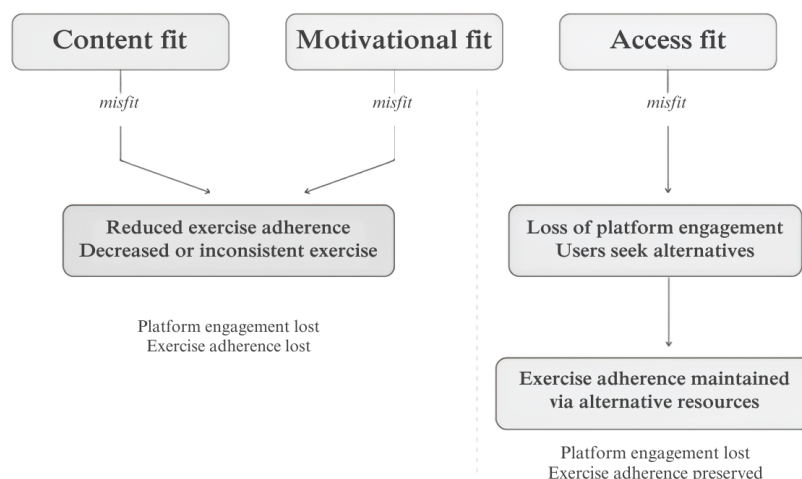 Content fit
Motivational fit
Access fit
misfit
misfit
misfit
Reduced exercise adherence
Decreased or inconsistent exercise
Loss of platform engagement
Users seek alternatives
Platform engagement lost
Exercise adherence lost
Exercise adherence maintained
via alternative resources
Platform engagement lost
Exercise adherence preserved